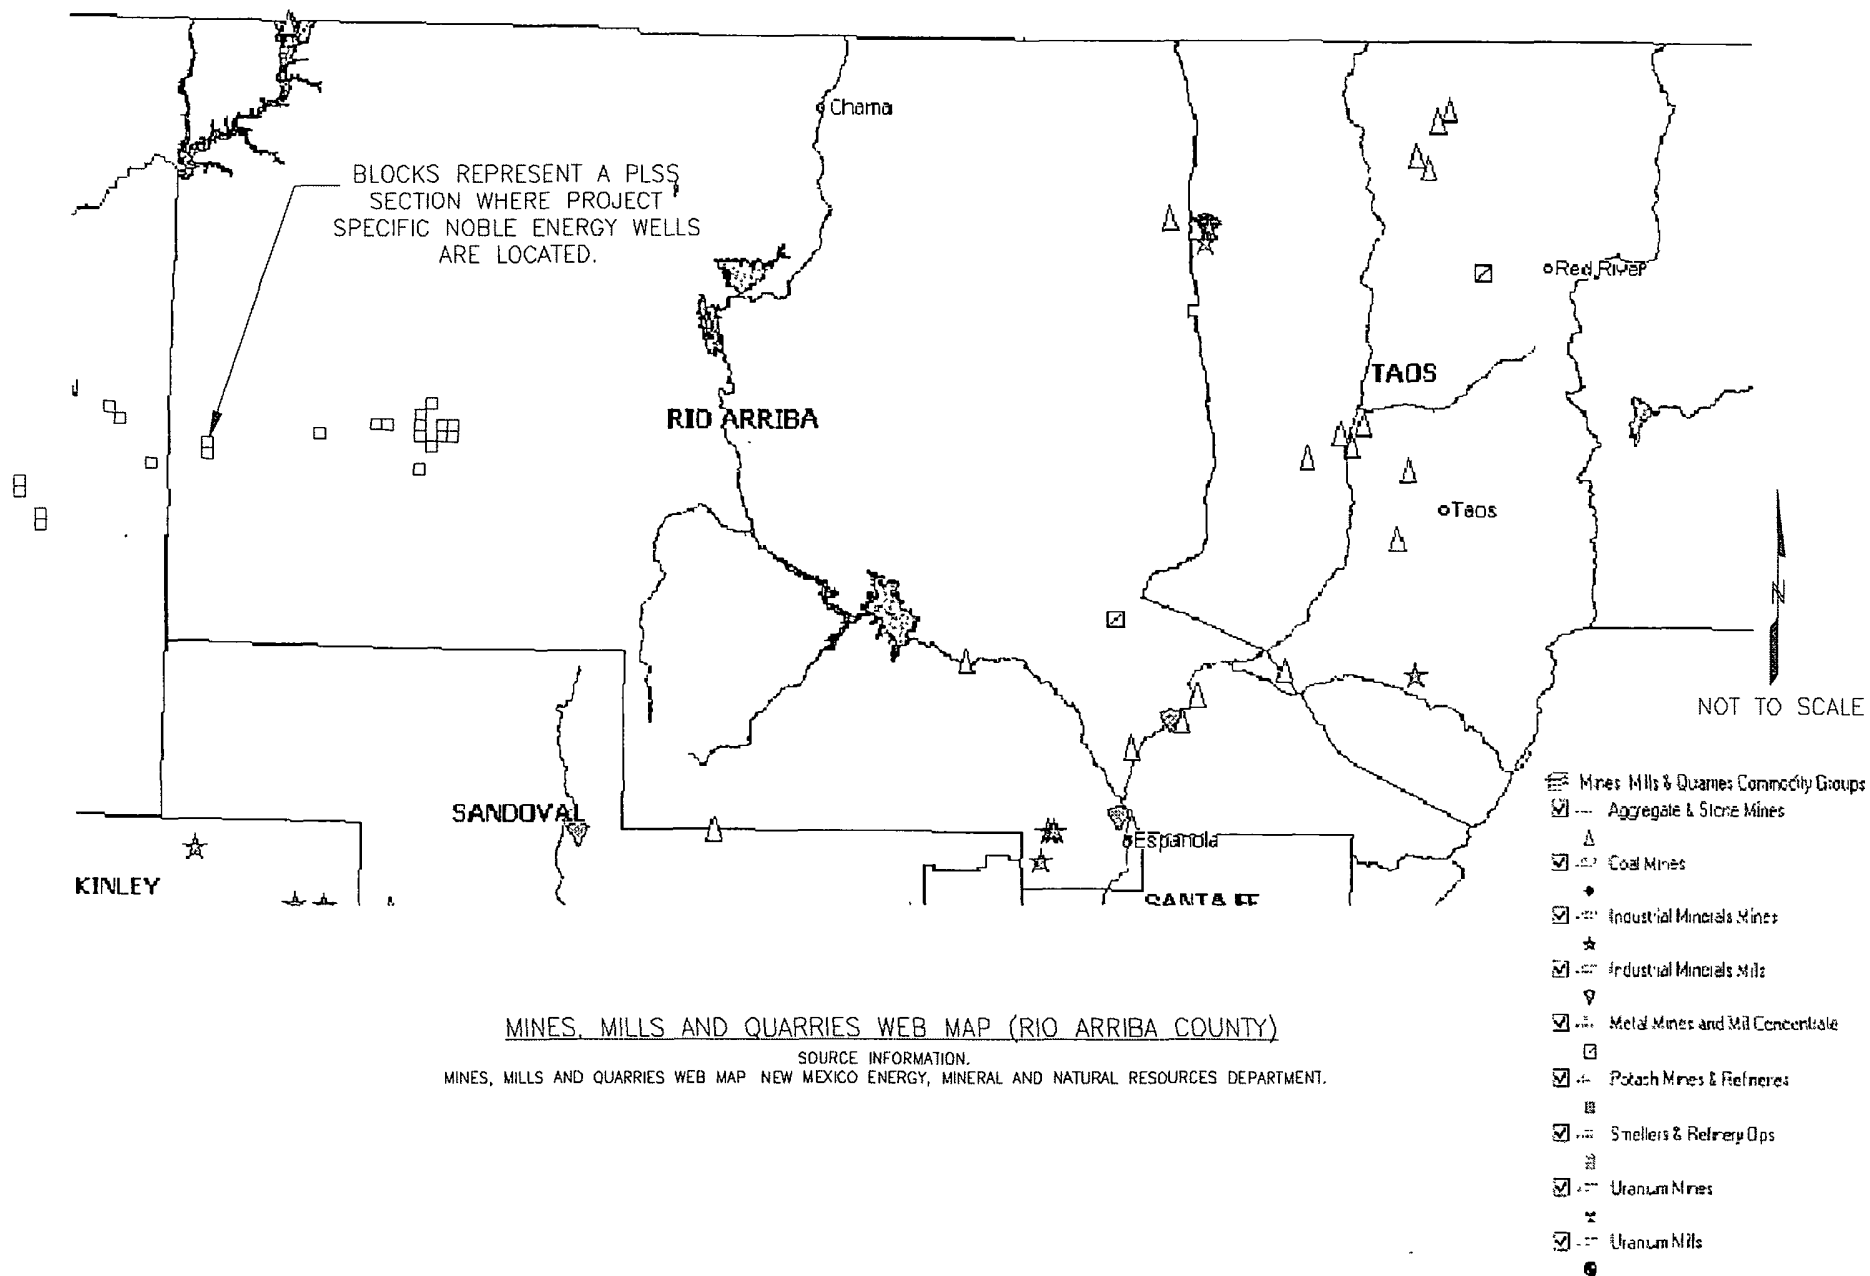 Chama
BLOCKS REPRESENT A PLSS
SECTION WHERE PROJECT
SPECIFIC NOBLE ENERGY WELLS
ARE LOCATED.
Red River
TAOS
RIO ARRIBA
Taos
N
NOT TO SCALE
SANDOVAL
Espanola
KINLEY
SANTA FE
Mines Mills & Quarries Commodity Groups
Aggregate & Stone Mines
Coal Mines
Industrial Minerals Mines
Industrial Minerals Mills
Metal Mines and Mill Concentrate
Potash Mines & Refineries
Smelters & Refinery Ops
Uranium Mines
Uranium Mills
MINES, MILLS AND QUARRIES WEB MAP (RIO ARRIBA COUNTY)
SOURCE INFORMATION.
MINES, MILLS AND QUARRIES WEB MAP NEW MEXICO ENERGY, MINERAL AND NATURAL RESOURCES DEPARTMENT.